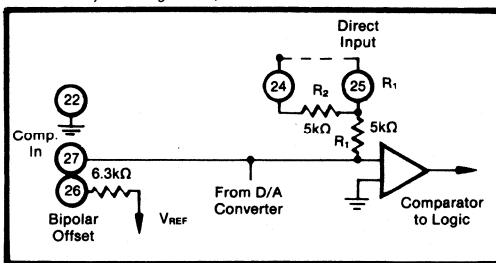 Direct
Input
24
25
R₁
R₂
22
5kΩ
5kΩ
R₁
Comp.
In
27
6.3kΩ
26
From D/A
Converter
Comparator
to Logic
Bipolar
Offset
VREF